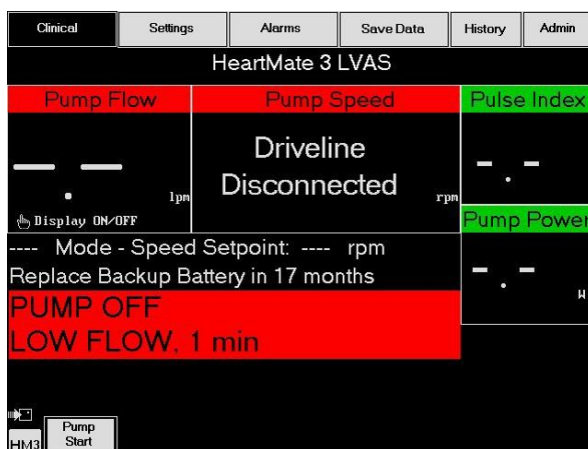 Clinical Settings Alarms Save Data History Admin
HeartMate 3 LVAS
Pump Flow Pump Speed Pulse Index
Driveline
Disconnected
-- -- . lpm rpm - . -
Display ON/OFF
Pump Power
---- Mode - Speed Setpoint: ---- rpm
Replace Backup Battery in 17 months
- . - W
PUMP OFF
LOW FLOW, 1 min
HM3 Pump
Start